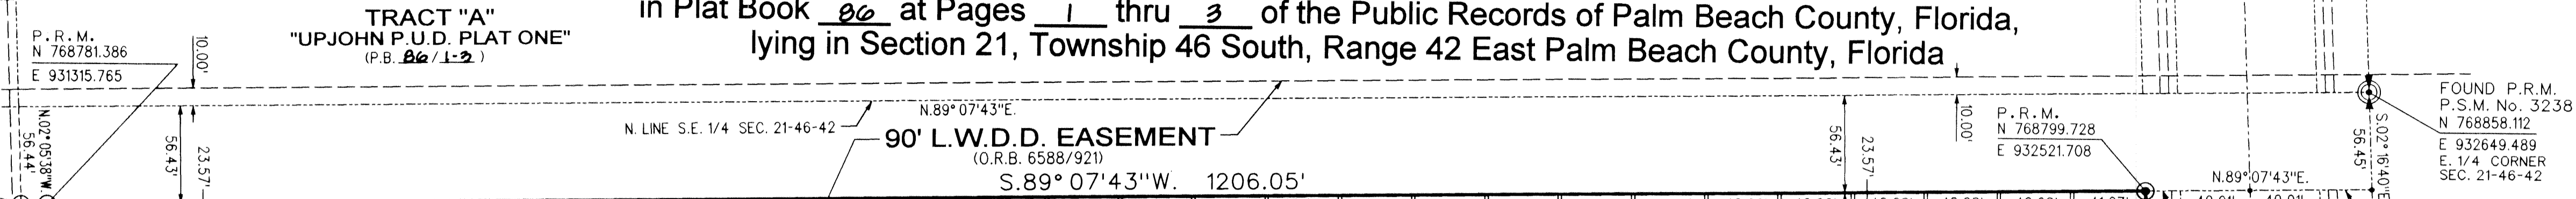 in Plat Book 86 at Pages 1 thru 3 of the Public Records of Palm Beach County, Florida,
lying in Section 21, Township 46 South, Range 42 East Palm Beach County, Florida
TRACT "A"
"UPJOHN P.U.D. PLAT ONE"
(P.B. 86/1-3)
P.R.M.
N 768781.386
E 931315.765
10.00'
N.02°05'38"W.
56.44'
56.43'
23.57'
N. LINE S.E. 1/4 SEC. 21-46-42
N.89°07'43"E.
90' L.W.D.D. EASEMENT
(O.R.B. 6588/921)
S.89°07'43"W. 1206.05'
56.43'
23.57'
10.00'
P.R.M.
N 768799.728
E 932521.708
N.89°07'43"E.
56.45'
S.02°16'40"E
FOUND P.R.M.
P.S.M. No. 3238
N 768858.112
E 932649.489
E. 1/4 CORNER
SEC. 21-46-42